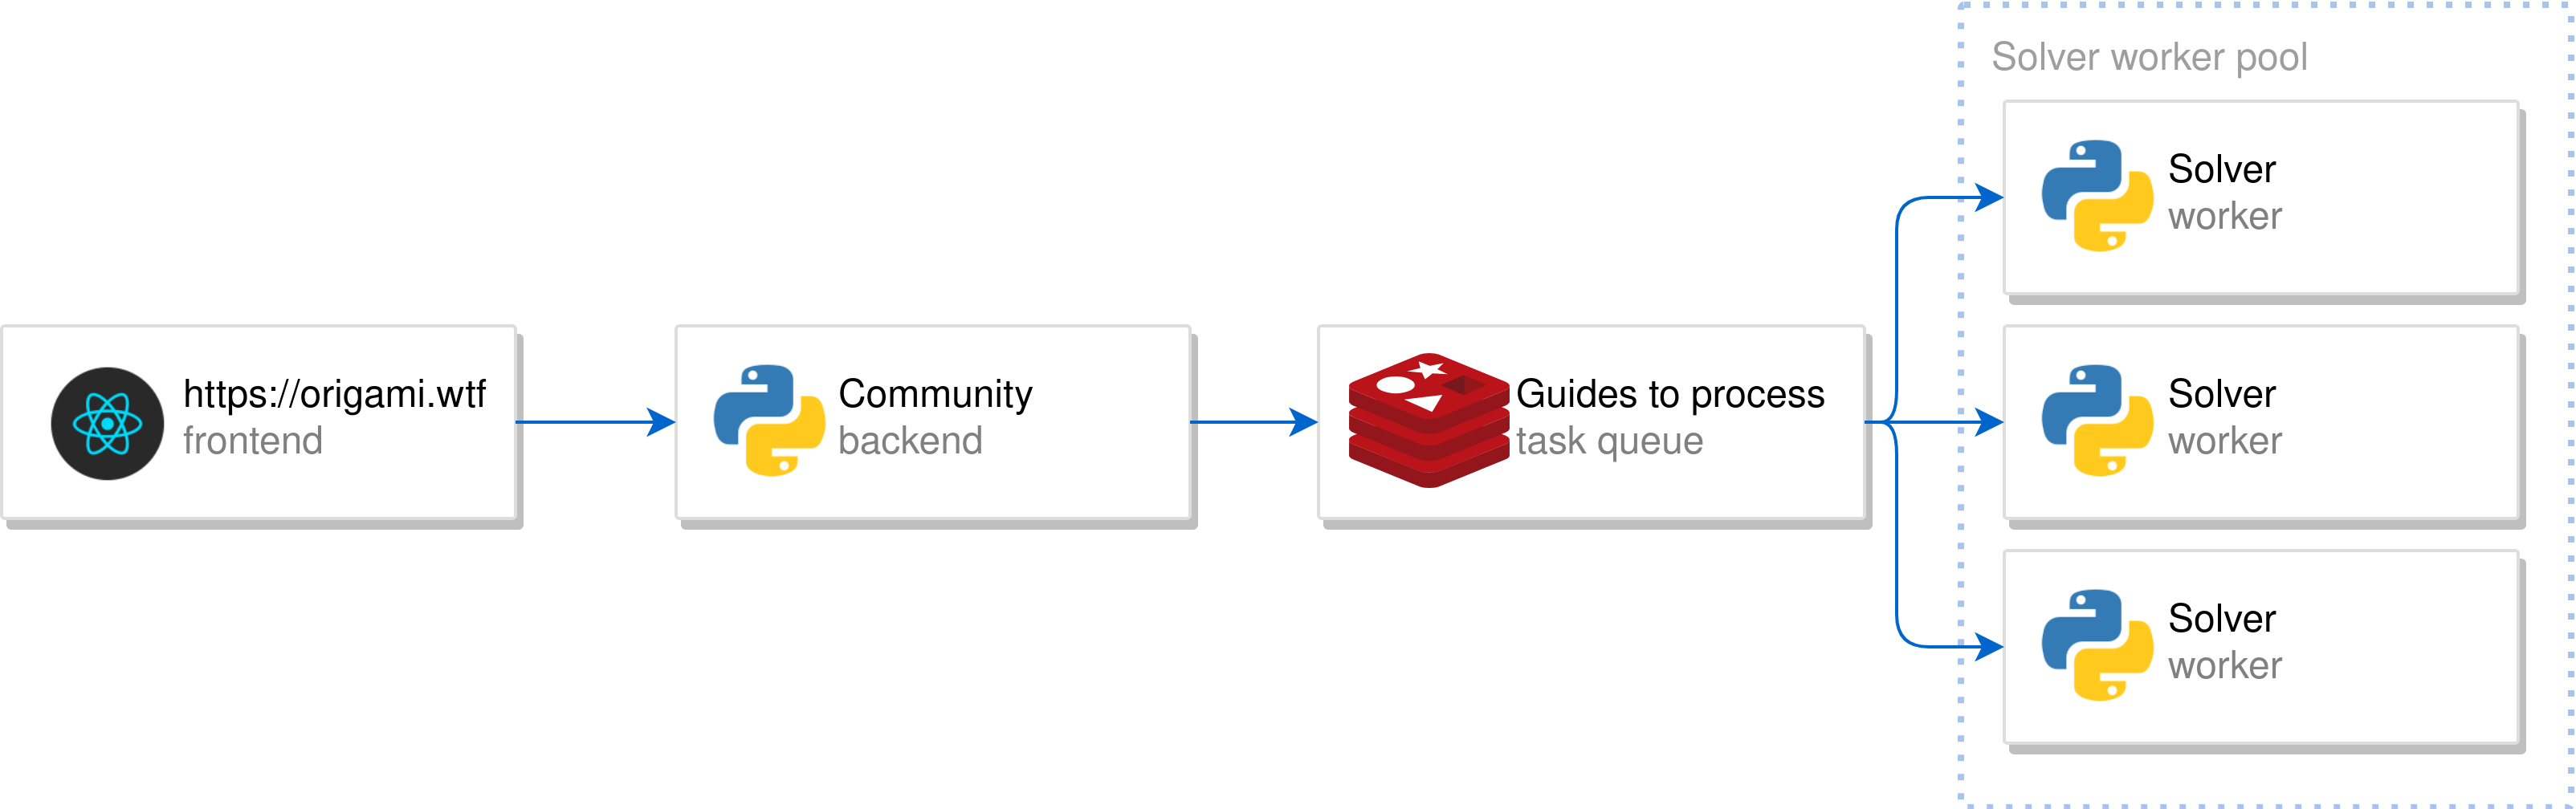 Solver worker pool
https://origami.wtf
frontend
Community
backend
Guides to process
task queue
Solver
worker
Solver
worker
Solver
worker